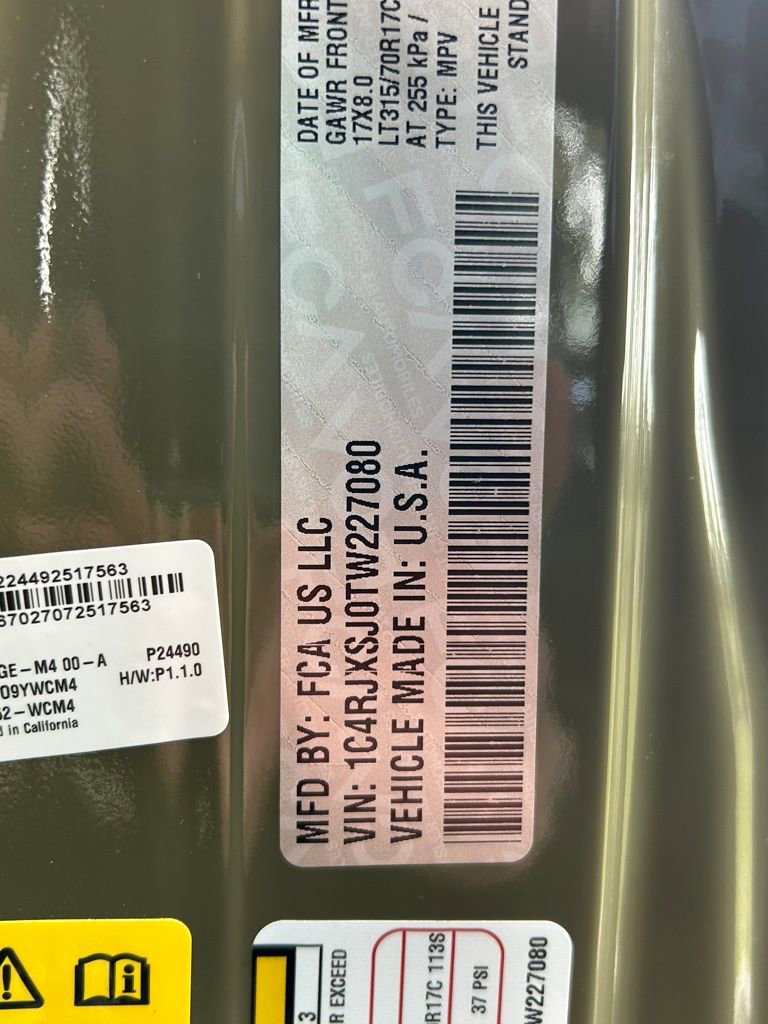 MFD BY: FCA US LLC
VIN: 1C4RJXSJ0TW227080
VEHICLE MADE IN: U.S.A.
DATE OF MFR
GAWR FRONT
17X8.0
LT315/70R17C
AT 255 kPa /
TYPE: MPV
THIS VEHICLE
STAND
224492517563
67027072517563
GE-M4 00-A
P24490
O9YWCM4
H/W:P1.1.0
52-WCM4
d in California
R EXCEED
R17C 113S
37 PSI
W227080